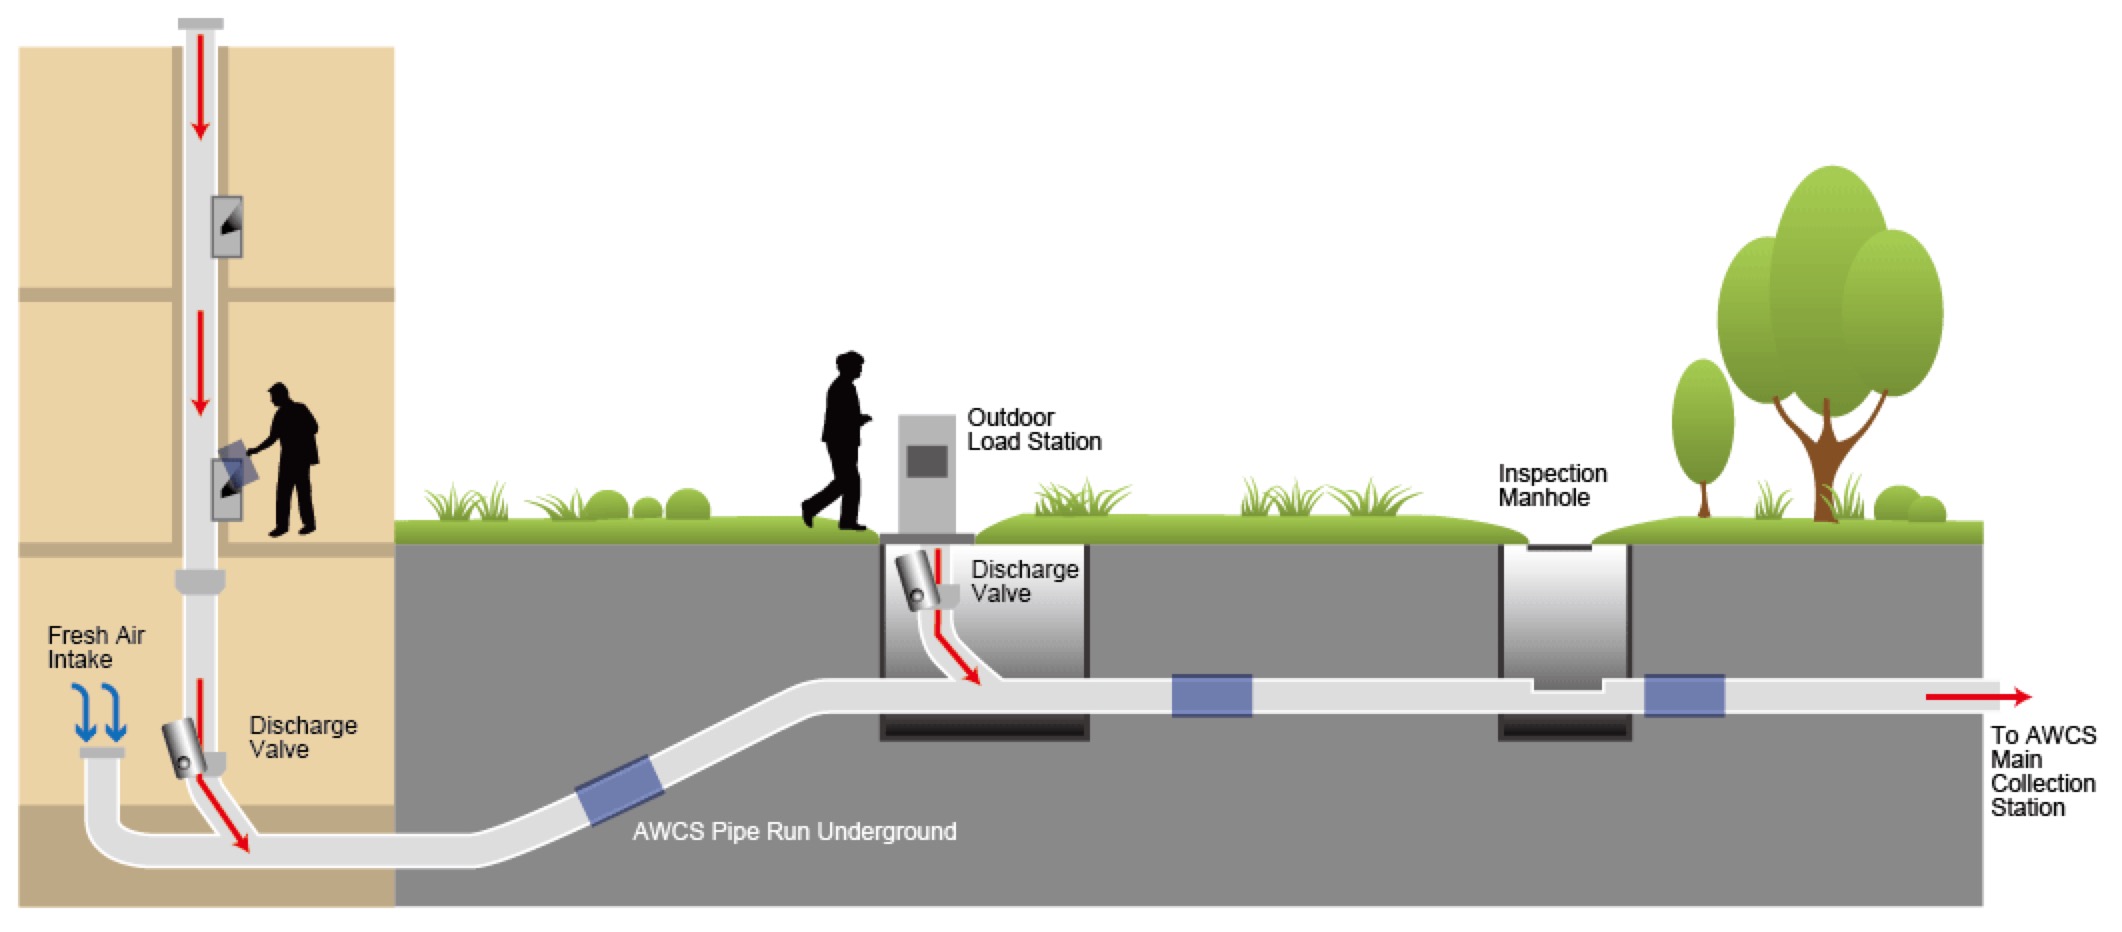 Outdoor
Load Station
Inspection
Manhole
Discharge
Valve
Fresh Air
Intake
Discharge
Valve
To AWCS
Main
Collection
Station
AWCS Pipe Run Underground